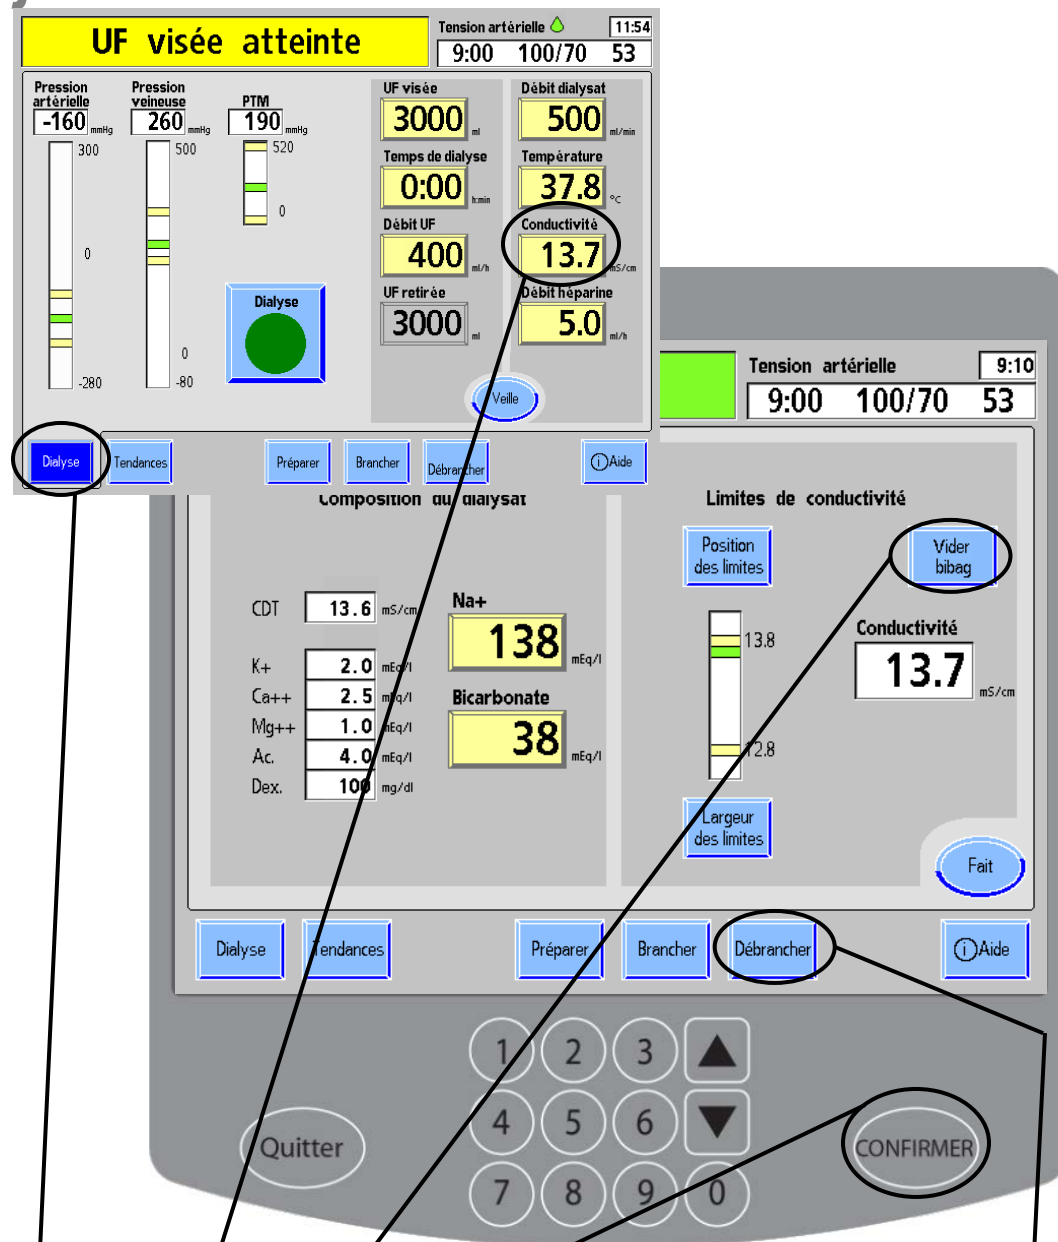 UF visée atteinte
Tension artérielle
11:54
9:00 100/70 53
Pression artérielle
-160 mmHg
300
0
-280
Pression veineuse
260 mmHg
500
0
-80
PTM
190 mmHg
520
0
Dialyse
UF visée
3000 ml
Temps de dialyse
0:00 h:min
Débit UF
400 ml/h
UF retirée
3000 ml
Débit dialysat
500 ml/min
Température
37.8 °C
Conductivité
13.7 mS/cm
Débit héparine
5.0 ml/h
Veille
Dialyse
Tendances
Préparer
Brancher
Débrancher
Aide
Tension artérielle
9:10
9:00 100/70 53
Composition du dialysat
CDT 13.6 mS/cm
K+ 2.0 mEq/l
Ca++ 2.5 mEq/l
Mg++ 1.0 mEq/l
Ac. 4.0 mEq/l
Dex. 100 mg/dl
Na+
138 mEq/l
Bicarbonate
38 mEq/l
Limites de conductivité
Position
des limites
Vider
bibag
13.8
12.8
Conductivité
13.7 mS/cm
Largeur
des limites
Fait
Dialyse
Tendances
Préparer
Brancher
Débrancher
Aide
1 2 3
4 5 6
7 8 9 0
Quitter
CONFIRMER